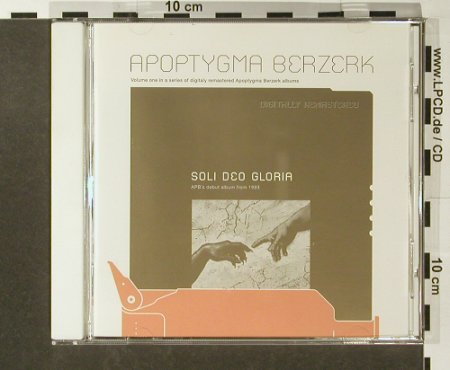 10 cm
APOPTYGMA BERZERK
Volume one in a series of digitaly remastered Apoptygma Berzerk albums
DIGITALLY REMASTERED
SOLI DEO GLORIA
APB's debut album from 1993
www.LPCD.de / CD
10 cm